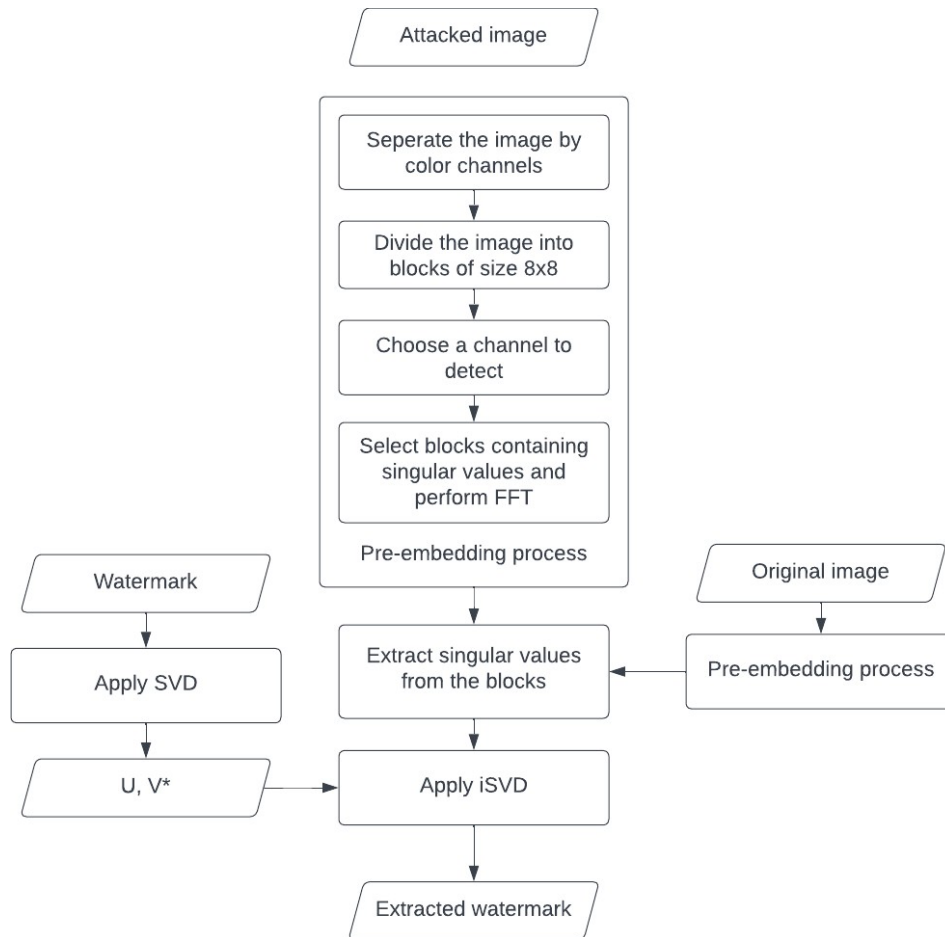 Attacked image
Seperate the image by
color channels
Divide the image into
blocks of size 8x8
Choose a channel to
detect
Select blocks containing
singular values and
perform FFT
Pre-embedding process
Watermark
Original image
Apply SVD
Extract singular values
from the blocks
Pre-embedding process
U, V*
Apply iSVD
Extracted watermark